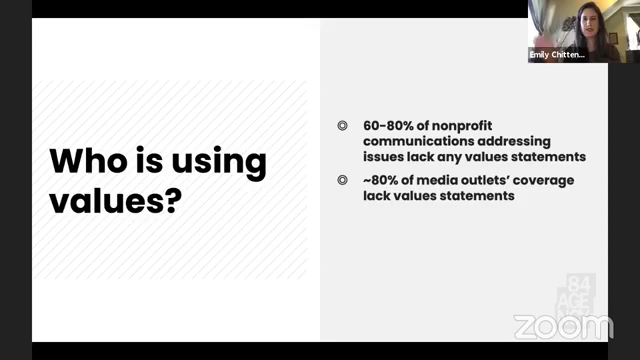 Emily Chitten...
Who is using
values?
60-80% of nonprofit
communications addressing
issues lack any values statements
~80% of media outlets’ coverage
lack values statements
84
AGE
zoom